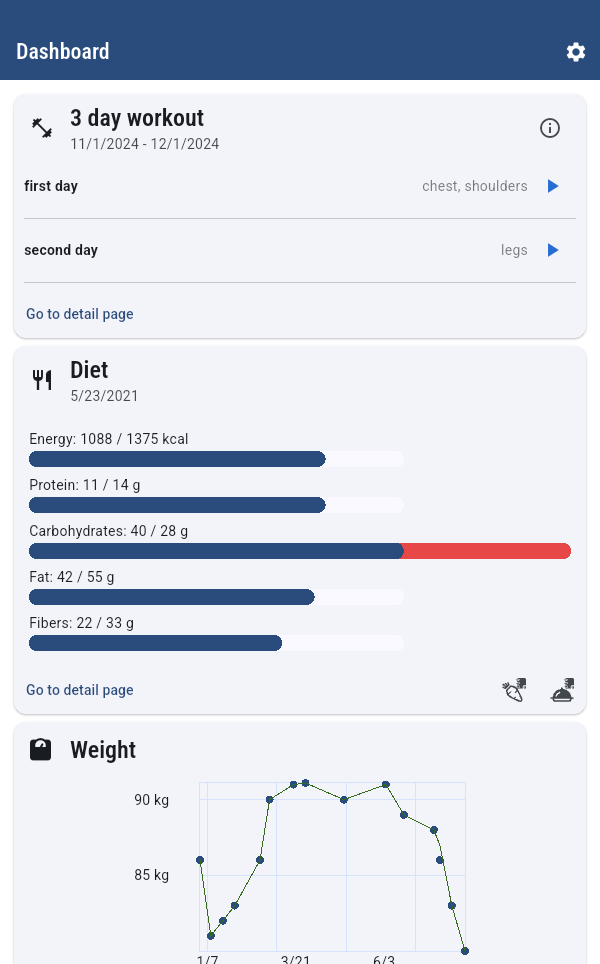 Dashboard
3 day workout
11/1/2024 - 12/1/2024
first day
chest, shoulders
second day
legs
Go to detail page
Diet
5/23/2021
Energy: 1088 / 1375 kcal
Protein: 11 / 14 g
Carbohydrates: 40 / 28 g
Fat: 42 / 55 g
Fibers: 22 / 33 g
Go to detail page
Weight
90 kg
85 kg
1/7 3/21 6/3